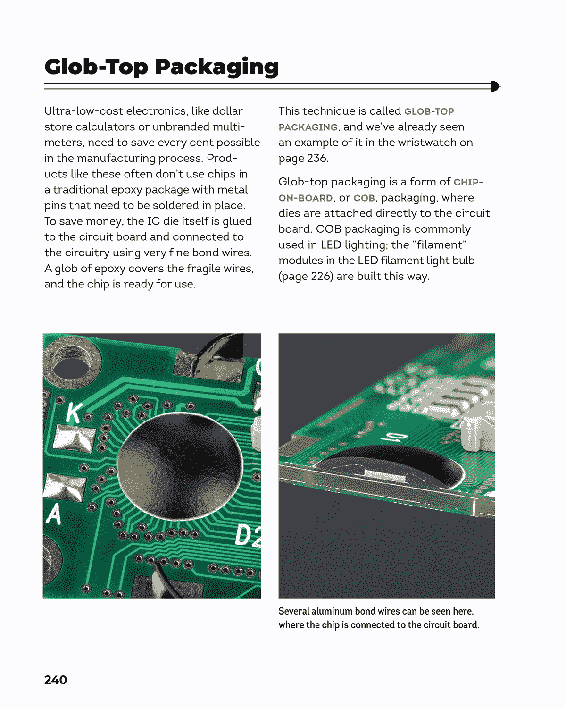 Glob-Top Packaging
Ultra-low-cost electronics, like dollar
store calculators or unbranded multi-
meters, need to save every cent possible
in the manufacturing process. Prod-
ucts like these often don't use chips in
a traditional epoxy package with metal
pins that need to be soldered in place.
To save money, the IC die itself is glued
to the circuit board and connected to
the circuitry using very fine bond wires.
A glob of epoxy covers the fragile wires,
and the chip is ready for use.
This technique is called GLOB-TOP
PACKAGING, and we've already seen
an example of it in the wristwatch on
page 236.
Glob-top packaging is a form of CHIP-
ON-BOARD, or COB, packaging, where
dies are attached directly to the circuit
board. COB packaging is commonly
used in LED lighting; the "filament"
modules in the LED filament light bulb
(page 226) are built this way.
K
A
D2
Several aluminum bond wires can be seen here,
where the chip is connected to the circuit board.
240